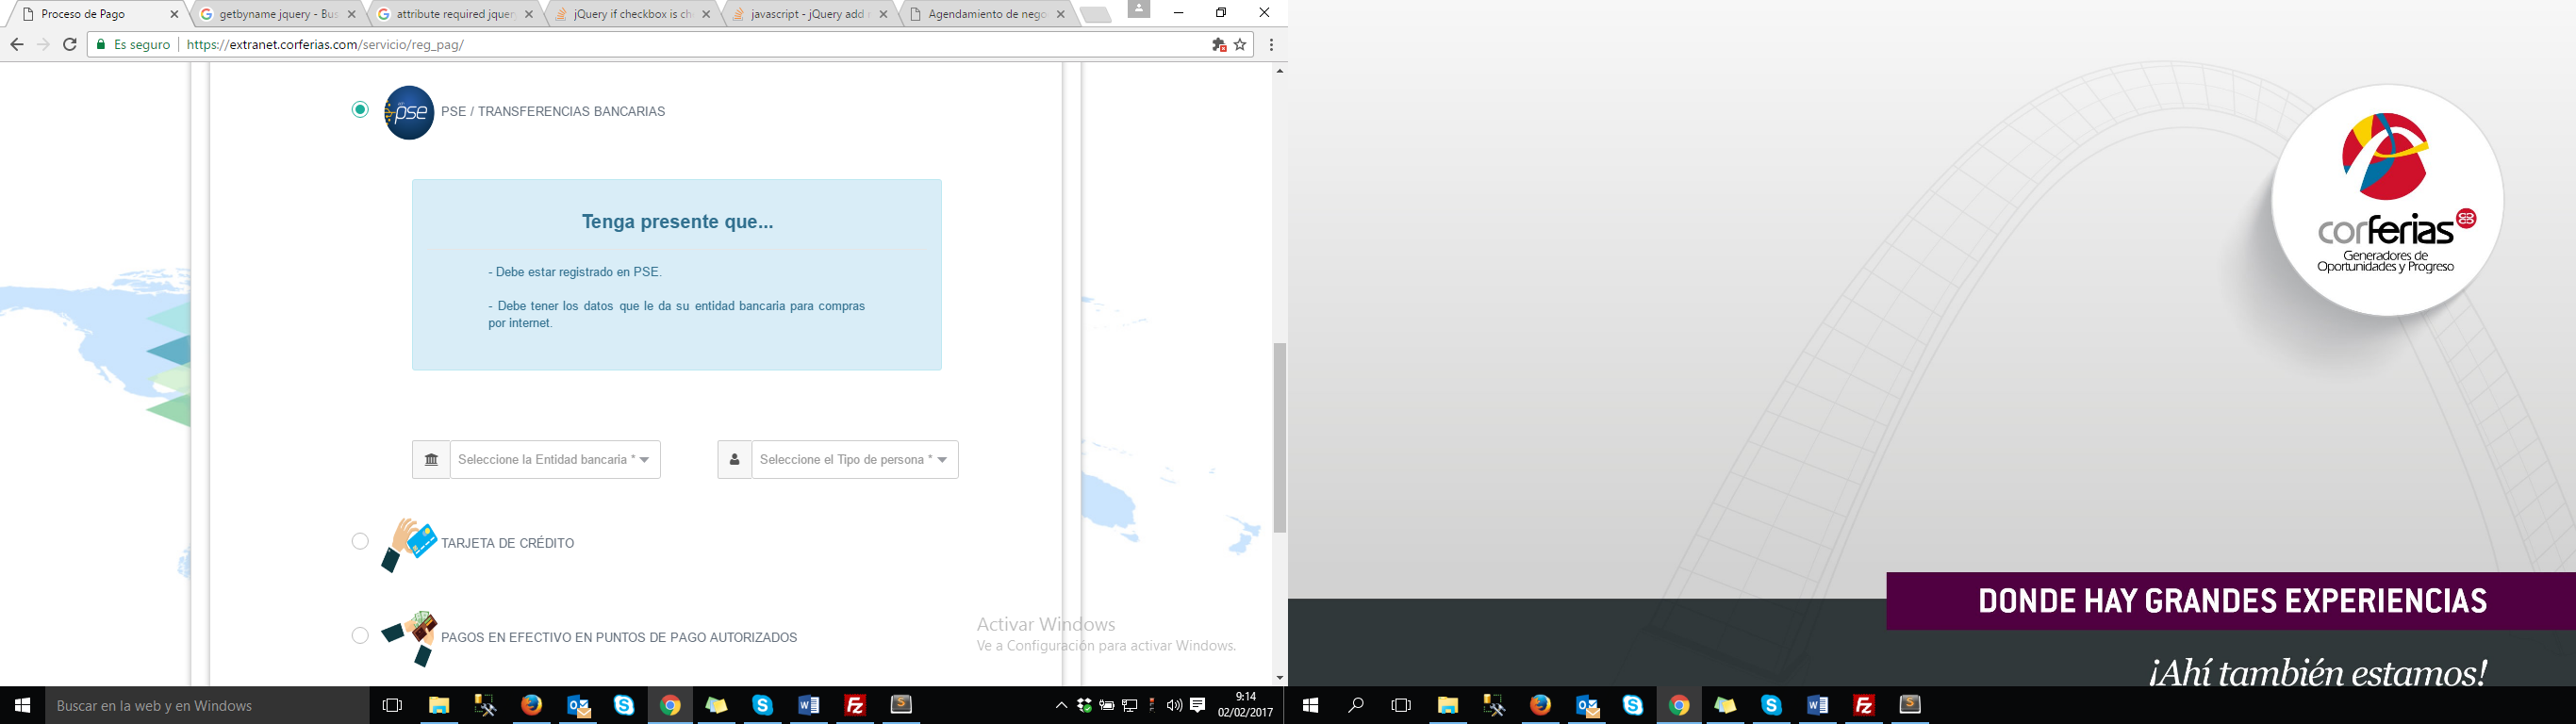 Proceso de Pago
getbyname jquery - Bus
attribute required jquer
jQuery if checkbox is ch
javascript - jQuery add
Agendamiento de nego
Es seguro
https://extranet.corferias.com/servicio/reg_pag/
pse
PSE / TRANSFERENCIAS BANCARIAS
Tenga presente que...
- Debe estar registrado en PSE.
- Debe tener los datos que le da su entidad bancaria para compras
por internet.
Seleccione la Entidad bancaria *
Seleccione el Tipo de persona *
TARJETA DE CRÉDITO
PAGOS EN EFECTIVO EN PUNTOS DE PAGO AUTORIZADOS
Activar Windows
Ve a Configuración para activar Windows.
Buscar en la web y en Windows
9:14
02/02/2017
corferias
Generadores de
Oportunidades y Progreso
DONDE HAY GRANDES EXPERIENCIAS
¡Ahí también estamos!